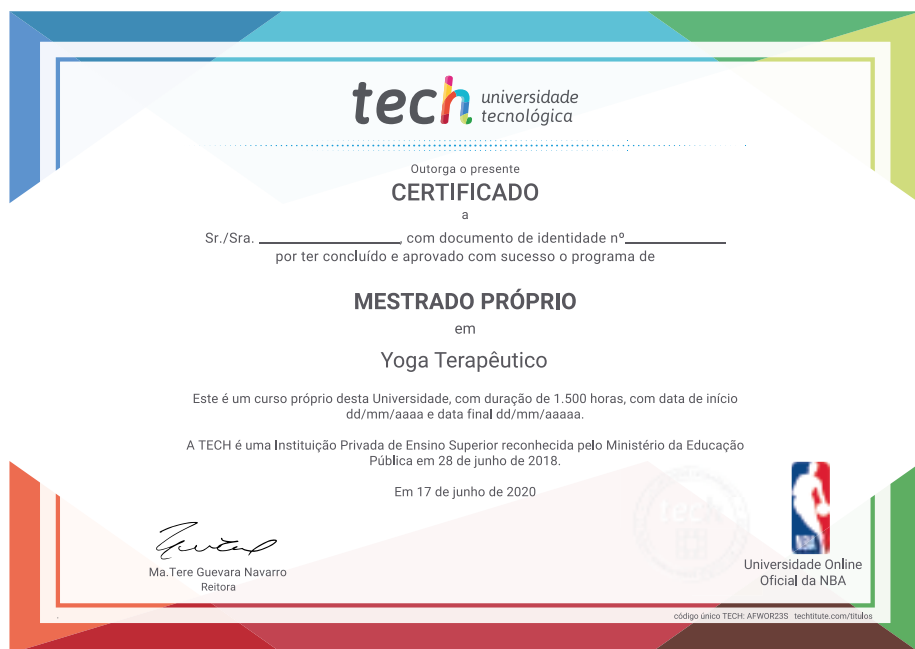 tech universidade
tecnológica
Outorga o presente
CERTIFICADO
a
Sr./Sra. ____________________, com documento de identidade nº______________
por ter concluído e aprovado com sucesso o programa de
MESTRADO PRÓPRIO
em
Yoga Terapêutico
Este é um curso próprio desta Universidade, com duração de 1.500 horas, com data de início
dd/mm/aaaa e data final dd/mm/aaaaa.
A TECH é uma Instituição Privada de Ensino Superior reconhecida pelo Ministério da Educação
Pública em 28 de junho de 2018.
Em 17 de junho de 2020
tech
NBA
Ma.Tere Guevara Navarro
Reitora
Universidade Online
Oficial da NBA
código único TECH: AFWOR23S techtitute.com/titulos